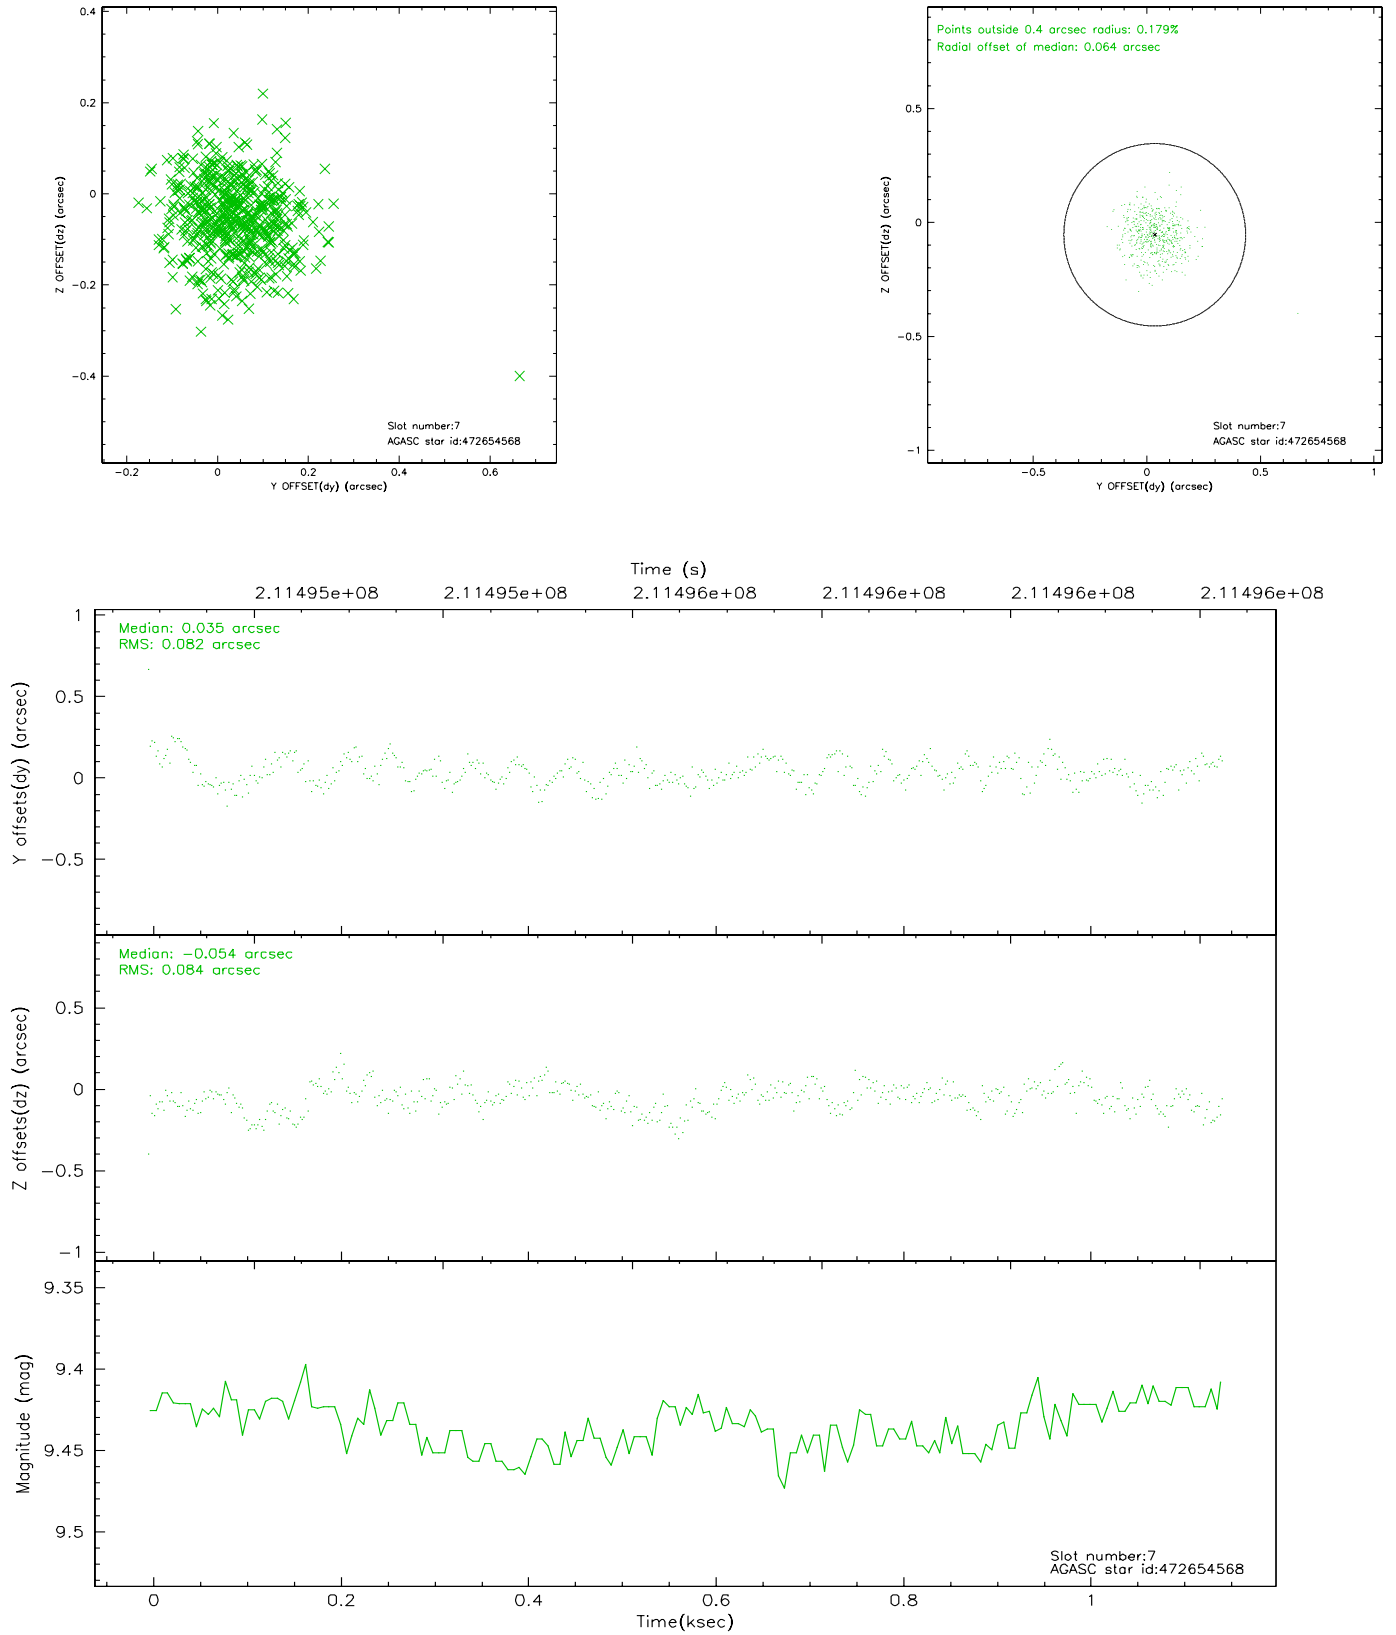 0.4
0.2
0
−0.2
−0.4
Z OFFSET(dz) (arcsec)
Slot number:7
AGASC star id:472654568
−0.2 0 0.2 0.4 0.6
Y OFFSET(dy) (arcsec)
Points outside 0.4 arcsec radius: 0.179%
Radial offset of median: 0.064 arcsec
0.5
0
−0.5
−1
Z OFFSET(dz) (arcsec)
Slot number:7
AGASC star id:472654568
−0.5 0 0.5 1
Y OFFSET(dy) (arcsec)
Time (s)
2.11495e+08 2.11495e+08 2.11496e+08 2.11496e+08 2.11496e+08 2.11496e+08
Median: 0.035 arcsec
RMS: 0.082 arcsec
1
0.5
0
−0.5
Y offsets(dy) (arcsec)
Median: −0.054 arcsec
RMS: 0.084 arcsec
0.5
0
−0.5
−1
Z offsets(dz) (arcsec)
9.35
9.4
9.45
9.5
Magnitude (mag)
Slot number:7
AGASC star id:472654568
0 0.2 0.4 0.6 0.8 1
Time(ksec)